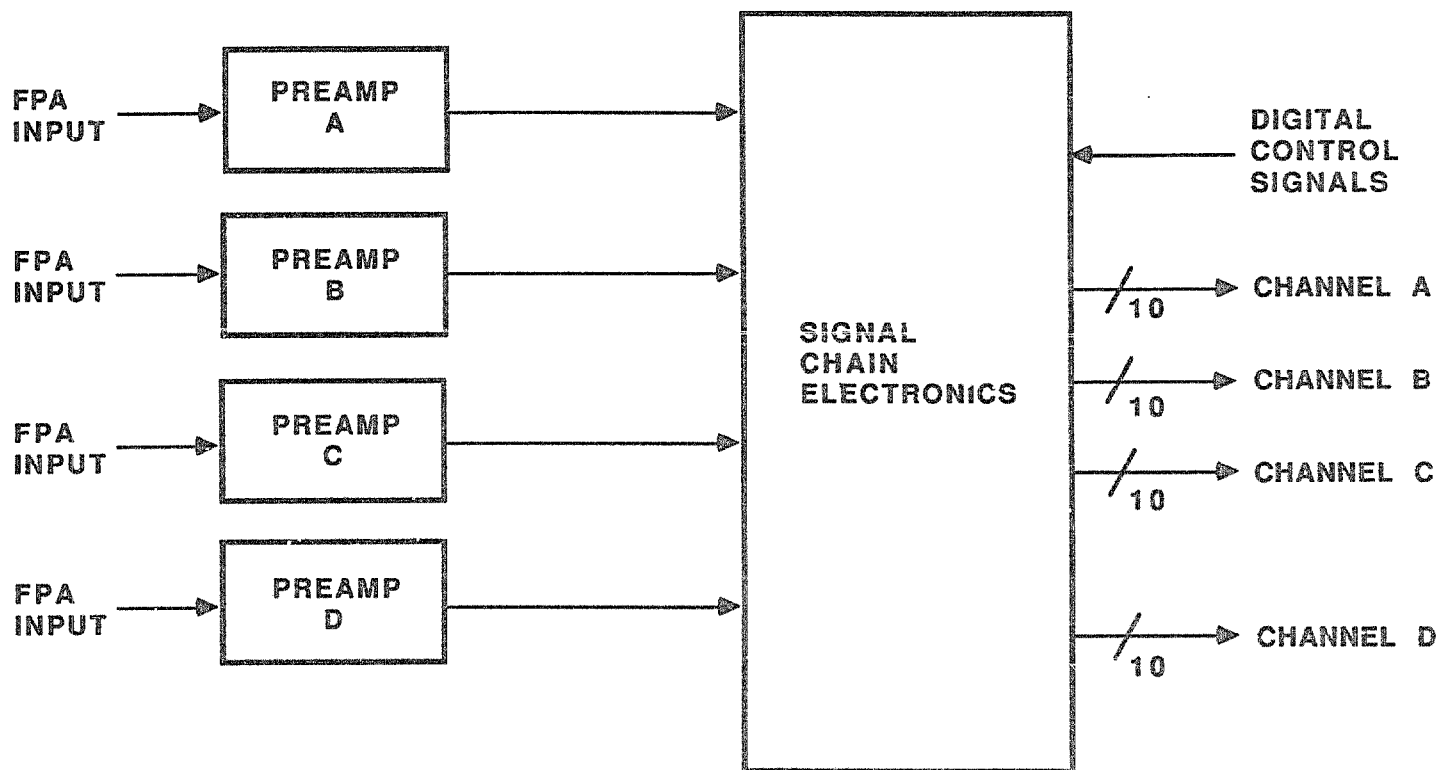 FPA
INPUT
PREAMP
A
FPA
INPUT
PREAMP
B
FPA
INPUT
PREAMP
C
FPA
INPUT
PREAMP
D
SIGNAL
CHAIN
ELECTRONICS
DIGITAL
CONTROL
SIGNALS
10
CHANNEL A
10
CHANNEL B
10
CHANNEL C
10
CHANNEL D